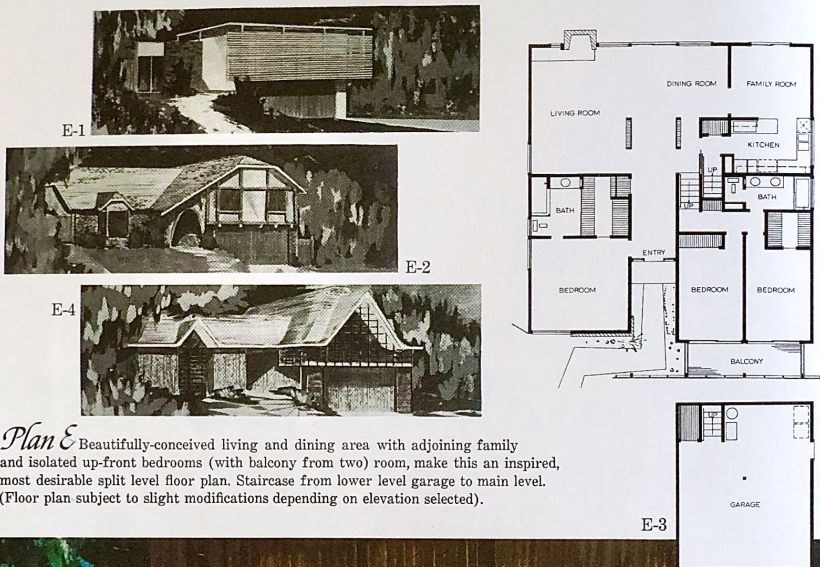 E-1
E-2
E-4
Plan E Beautifully-conceived living and dining area with adjoining family
and isolated up-front bedrooms (with balcony from two) room, make this an inspired,
most desirable split level floor plan. Staircase from lower level garage to main level.
(Floor plan subject to slight modifications depending on elevation selected).
DINING ROOM
FAMILY ROOM
LIVING ROOM
KITCHEN
UP
UP
BATH
BATH
ENTRY
BEDROOM
BEDROOM
BEDROOM
BALCONY
GARAGE
E-3